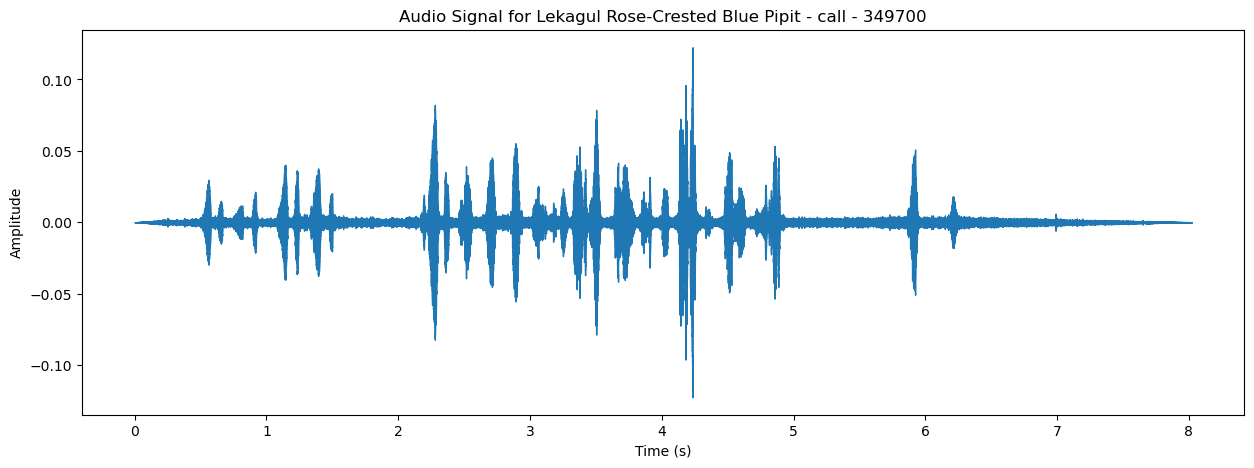 Audio Signal for Lekagul Rose-Crested Blue Pipit - call - 349700
0.10
0.05
0.00
−0.05
−0.10
Amplitude
0 1 2 3 4 5 6 7 8
Time (s)